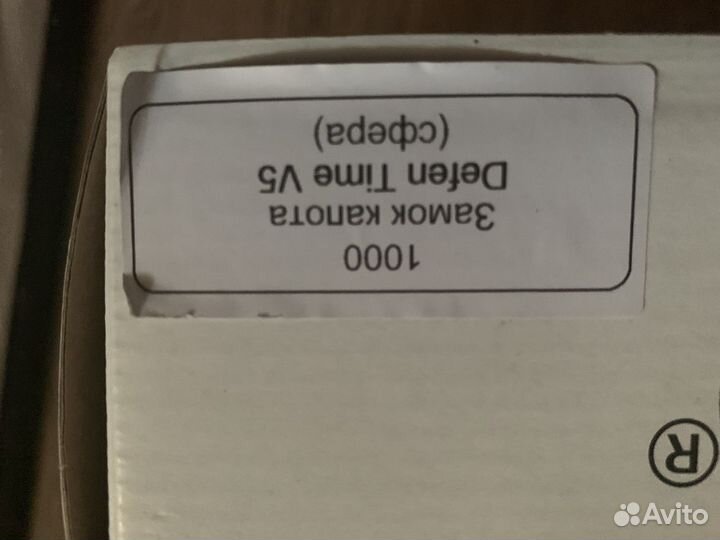 1000
Замок капота
Defen Time V5
(сфера)
®
Avito